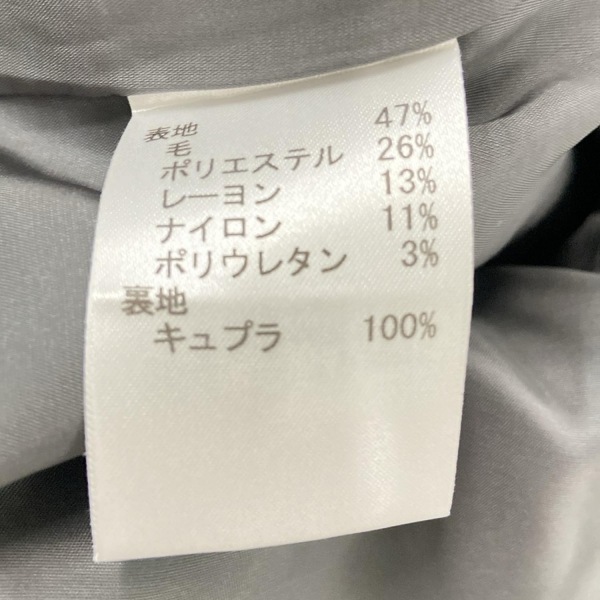 表地
毛 47%
ポリエステル 26%
レーヨン 13%
ナイロン 11%
ポリウレタン 3%
裏地
キュプラ 100%